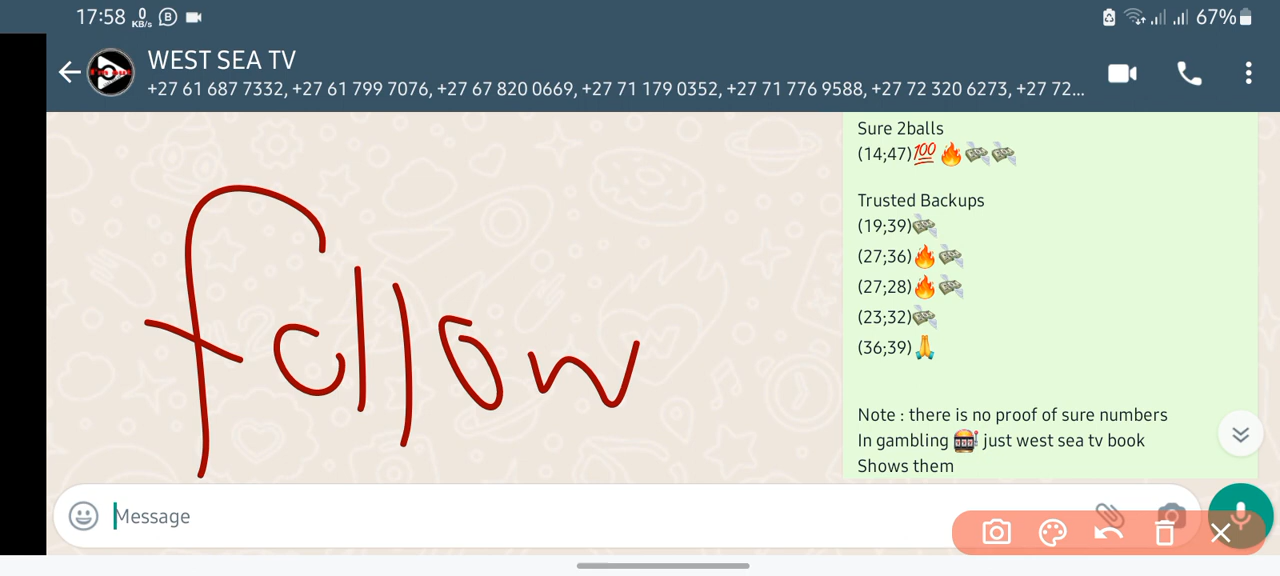 17:58 0 KB/s B 67%
WEST SEA TV
+27 61 687 7332, +27 61 799 7076, +27 67 820 0669, +27 71 179 0352, +27 71 776 9588, +27 72 320 6273, +27 72...
Sure 2balls
(14;47)💯🔥💸💸
Trusted Backups
(19;39)💸
(27;36)🔥💸
(27;28)🔥💸
(23;32)💸
(36;39)🙏
Note : there is no proof of sure numbers
In gambling 🎰 just west sea tv book
Shows them
follow
Message